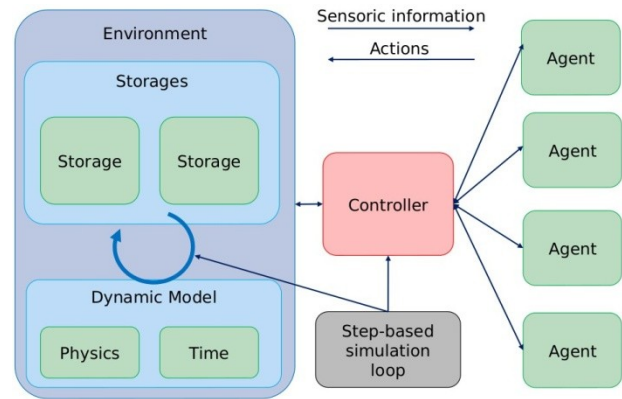 Environment
Storages
Storage
Storage
Dynamic Model
Physics
Time
Sensoric information
Actions
Controller
Step-based
simulation
loop
Agent
Agent
Agent
Agent